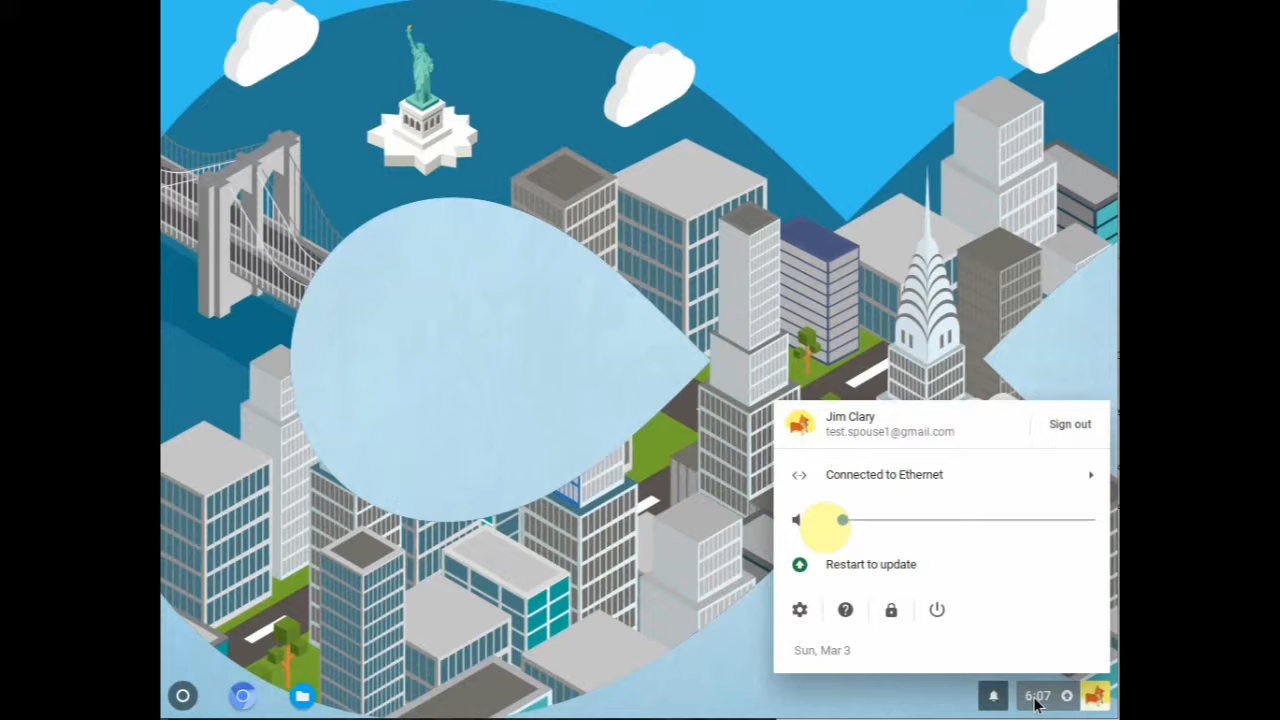 Jim Clary
test.spouse1@gmail.com
Sign out
Connected to Ethernet
Restart to update
Sun, Mar 3
6:07